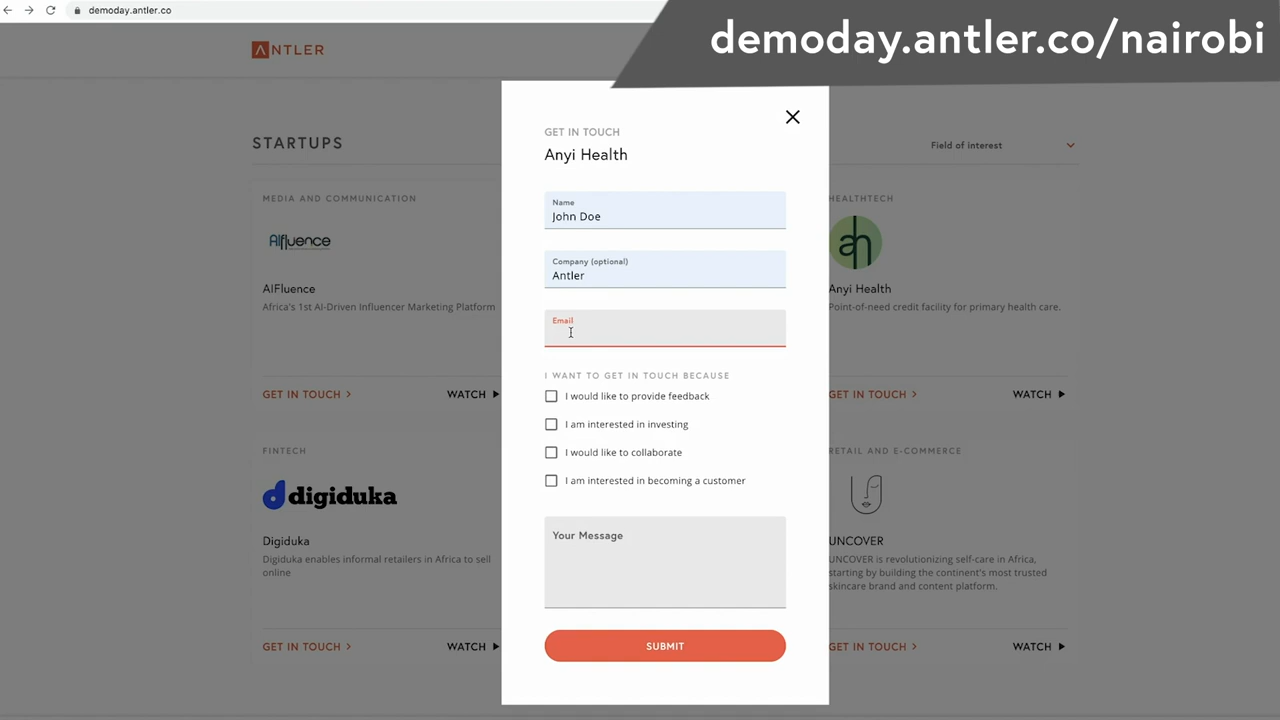 demoday.antler.co
demoday.antler.co/nairobi
ANTLER
STARTUPS
Field of interest
MEDIA AND COMMUNICATION
AIfluence
AIFluence
Africa's 1st AI-Driven Influencer Marketing Platform
GET IN TOUCH
WATCH
GET IN TOUCH
Anyi Health
Name
John Doe
Company (optional)
Antler
Email
I WANT TO GET IN TOUCH BECAUSE
I would like to provide feedback
I am interested in investing
I would like to collaborate
I am interested in becoming a customer
Your Message
SUBMIT
HEALTHTECH
ah
Anyi Health
Point-of-need credit facility for primary health care.
GET IN TOUCH
WATCH
FINTECH
digiduka
Digiduka
Digiduka enables informal retailers in Africa to sell
online
GET IN TOUCH
WATCH
RETAIL AND E-COMMERCE
UNCOVER
UNCOVER is revolutionizing self-care in Africa,
starting by building the continent's most trusted
skincare brand and content platform.
GET IN TOUCH
WATCH